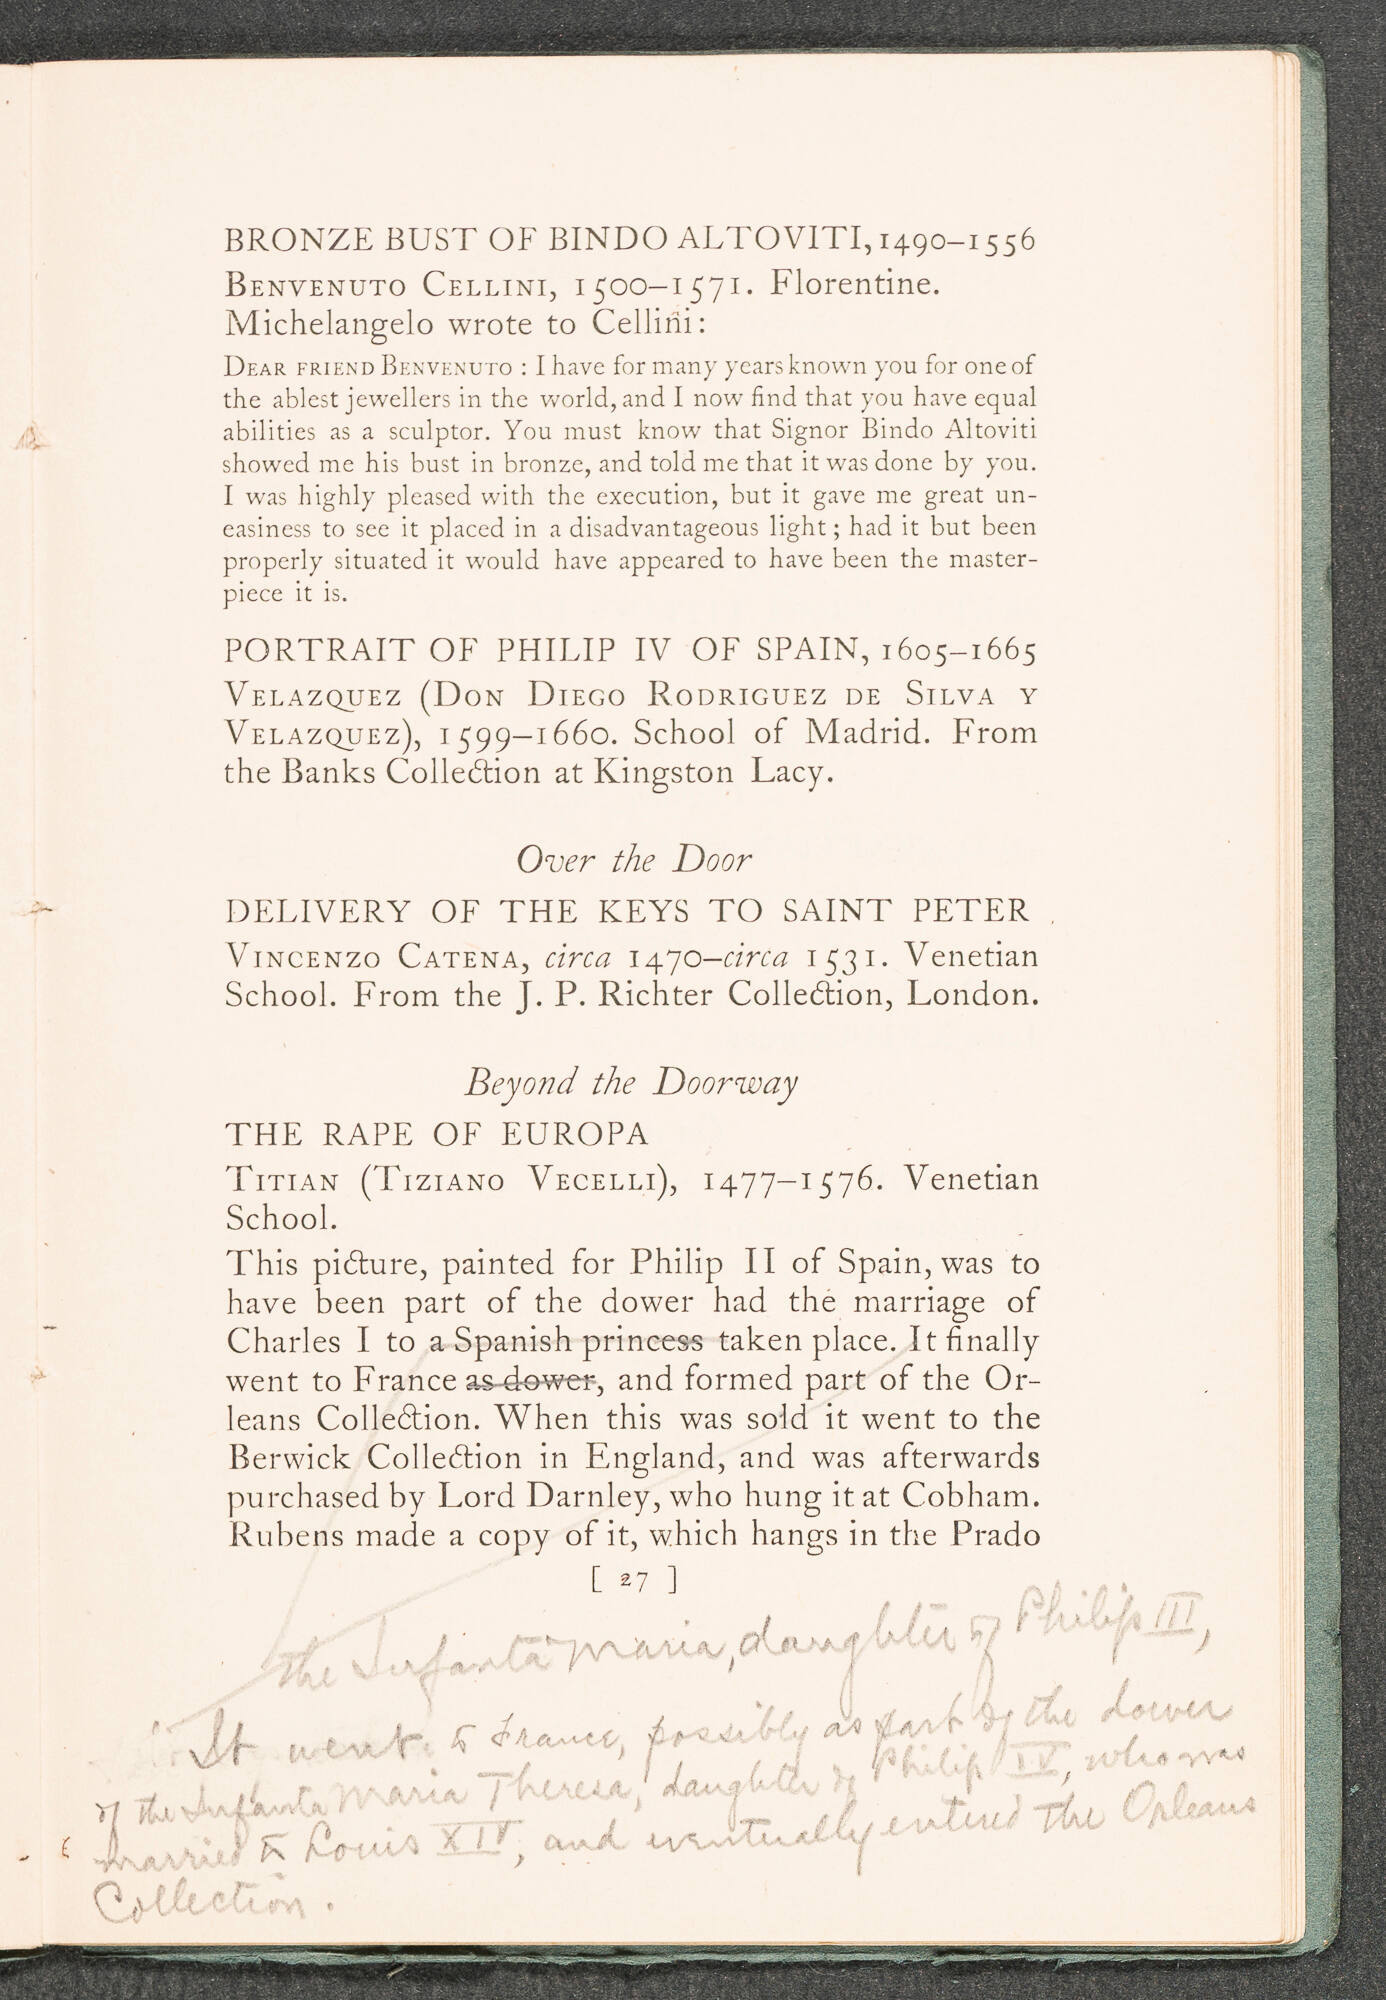 BRONZE BUST OF BINDO ALTOVITI, 1490–1556
BENVENUTO CELLINI, 1500–1571. Florentine.
Michelangelo wrote to Cellini:
DEAR FRIEND BENVENUTO : I have for many years known you for one of
the ablest jewellers in the world, and I now find that you have equal
abilities as a sculptor. You must know that Signor Bindo Altoviti
showed me his bust in bronze, and told me that it was done by you.
I was highly pleased with the execution, but it gave me great un-
easiness to see it placed in a disadvantageous light; had it but been
properly situated it would have appeared to have been the master-
piece it is.
PORTRAIT OF PHILIP IV OF SPAIN, 1605–1665
VELAZQUEZ (DON DIEGO RODRIGUEZ DE SILVA Y
VELAZQUEZ), 1599–1660. School of Madrid. From
the Banks Collection at Kingston Lacy.
Over the Door
DELIVERY OF THE KEYS TO SAINT PETER
VINCENZO CATENA, circa 1470–circa 1531. Venetian
School. From the J. P. Richter Collection, London.
Beyond the Doorway
THE RAPE OF EUROPA
TITIAN (TIZIANO VECELLI), 1477–1576. Venetian
School.
This picture, painted for Philip II of Spain, was to
have been part of the dower had the marriage of
Charles I to a Spanish princess taken place. It finally
went to France as dower, and formed part of the Or-
leans Collection. When this was sold it went to the
Berwick Collection in England, and was afterwards
purchased by Lord Darnley, who hung it at Cobham.
Rubens made a copy of it, which hangs in the Prado
[ 27 ]
the Infanta Maria, daughter of Philip III,
It went to France, possibly as part of the dower
of the Infanta Maria Theresa, daughter of Philip IV, who was
married to Louis XIV, and eventually entered the Orleans
Collection.